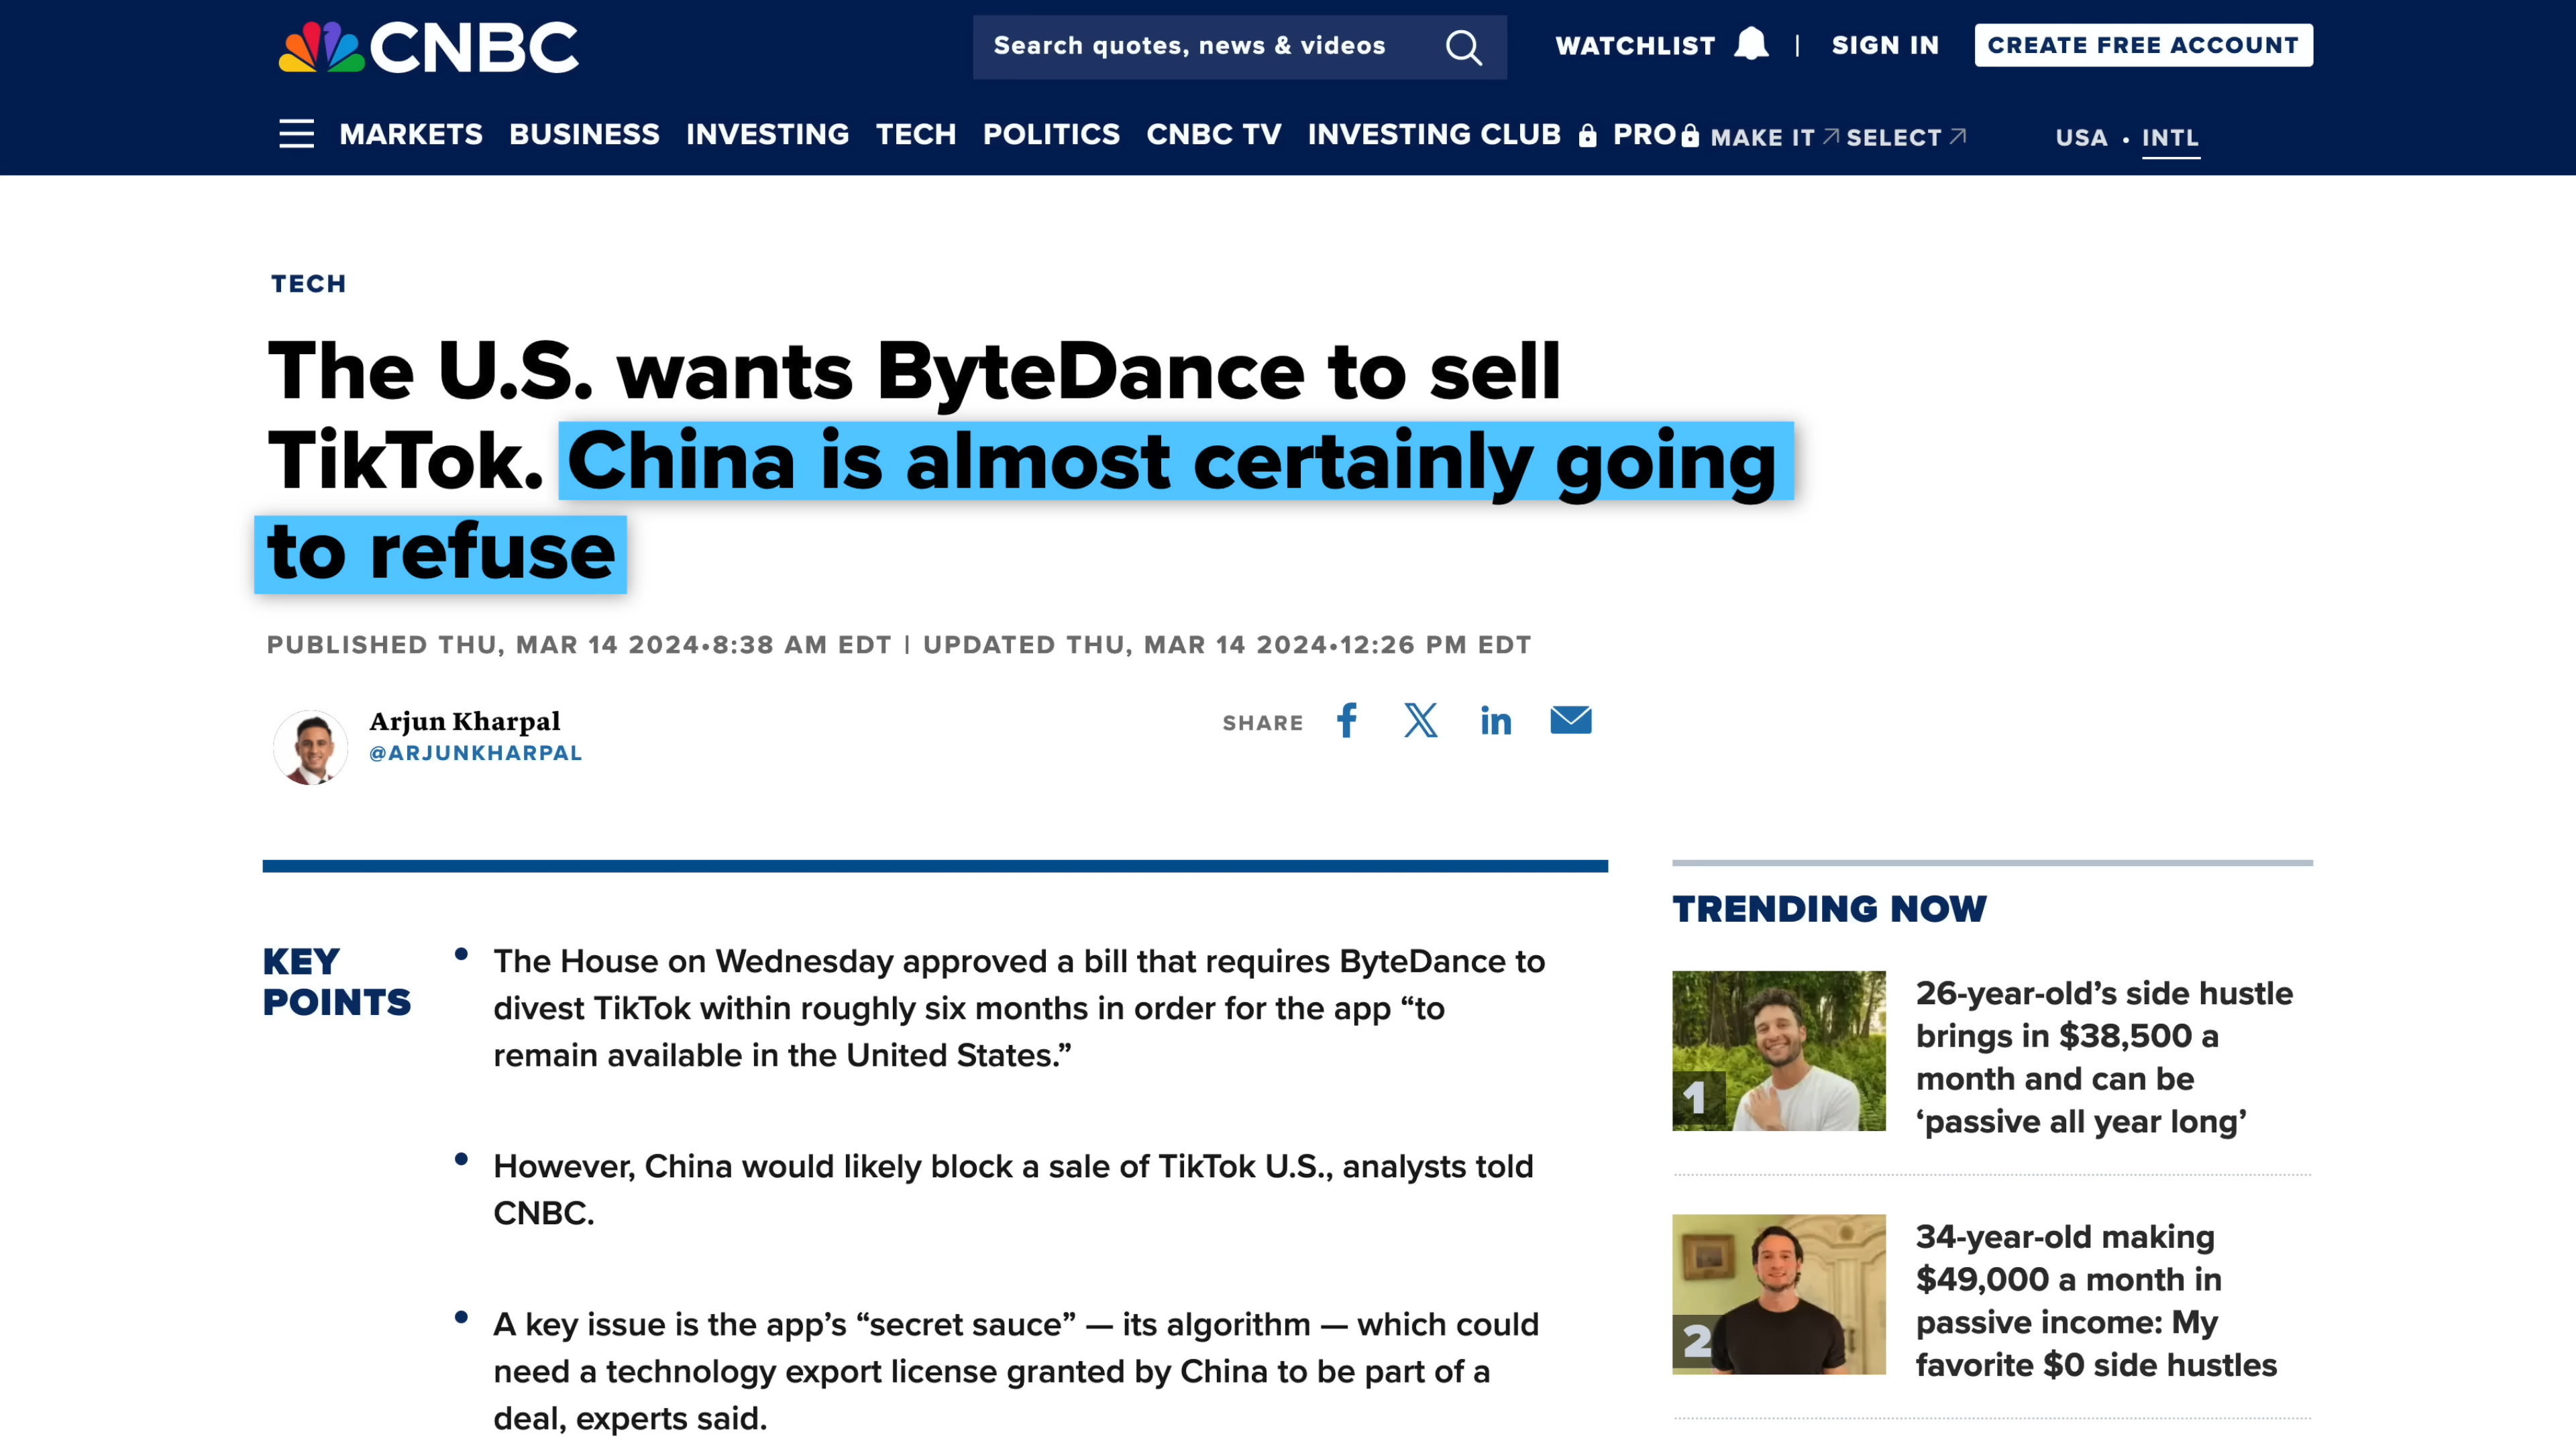 CNBC
Search quotes, news & videos
WATCHLIST
|
SIGN IN
CREATE FREE ACCOUNT
MARKETS BUSINESS INVESTING TECH POLITICS CNBC TV INVESTING CLUB PRO MAKE IT SELECT USA • INTL
TECH
The U.S. wants ByteDance to sell
TikTok. China is almost certainly going
to refuse
PUBLISHED THU, MAR 14 2024•8:38 AM EDT | UPDATED THU, MAR 14 2024•12:26 PM EDT
Arjun Kharpal
@ARJUNKHARPAL
SHARE
KEY
POINTS
• The House on Wednesday approved a bill that requires ByteDance to
divest TikTok within roughly six months in order for the app “to
remain available in the United States.”
• However, China would likely block a sale of TikTok U.S., analysts told
CNBC.
• A key issue is the app’s “secret sauce” — its algorithm — which could
need a technology export license granted by China to be part of a
deal, experts said.
TRENDING NOW
1
26-year-old’s side hustle
brings in $38,500 a
month and can be
‘passive all year long’
2
34-year-old making
$49,000 a month in
passive income: My
favorite $0 side hustles